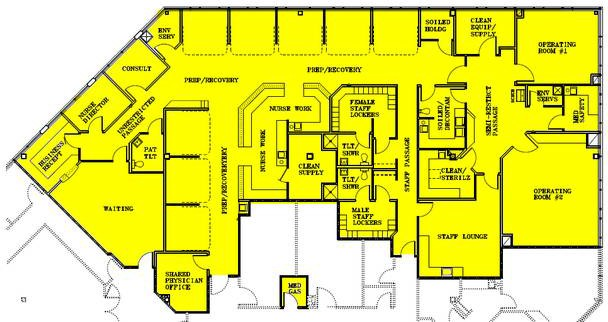 ENV
SERV
SOILED
HOLDG
CLEAN
EQUIP/
SUPPLY
OPERATING
ROOM #1
CONSULT
PREP/RECOVERY
PREP/RECOVERY
NURSE
DIRECTOR
UNRESTRICTED
PASSAGE
NURSE WORK
FEMALE
STAFF
LOCKERS
SOILED/
DECONTAM
SEMI-RESTRCT
PASSAGE
ENV
SERVS
MED
SAFETY
BUSINESS/
RECEPT
PAT
TLT
NURSE WORK
TLT/
SHWR
STAFF PASSAGE
CLEAN
SUPPLY
TLT/
SHWR
CLEAN/
STERILZ
PREP/RECOVERERY
WAITING
MALE
STAFF
LOCKERS
OPERATING
ROOM #2
STAFF LOUNGE
SHARED
PHYSICIAN
OFFICE
MED
GAS